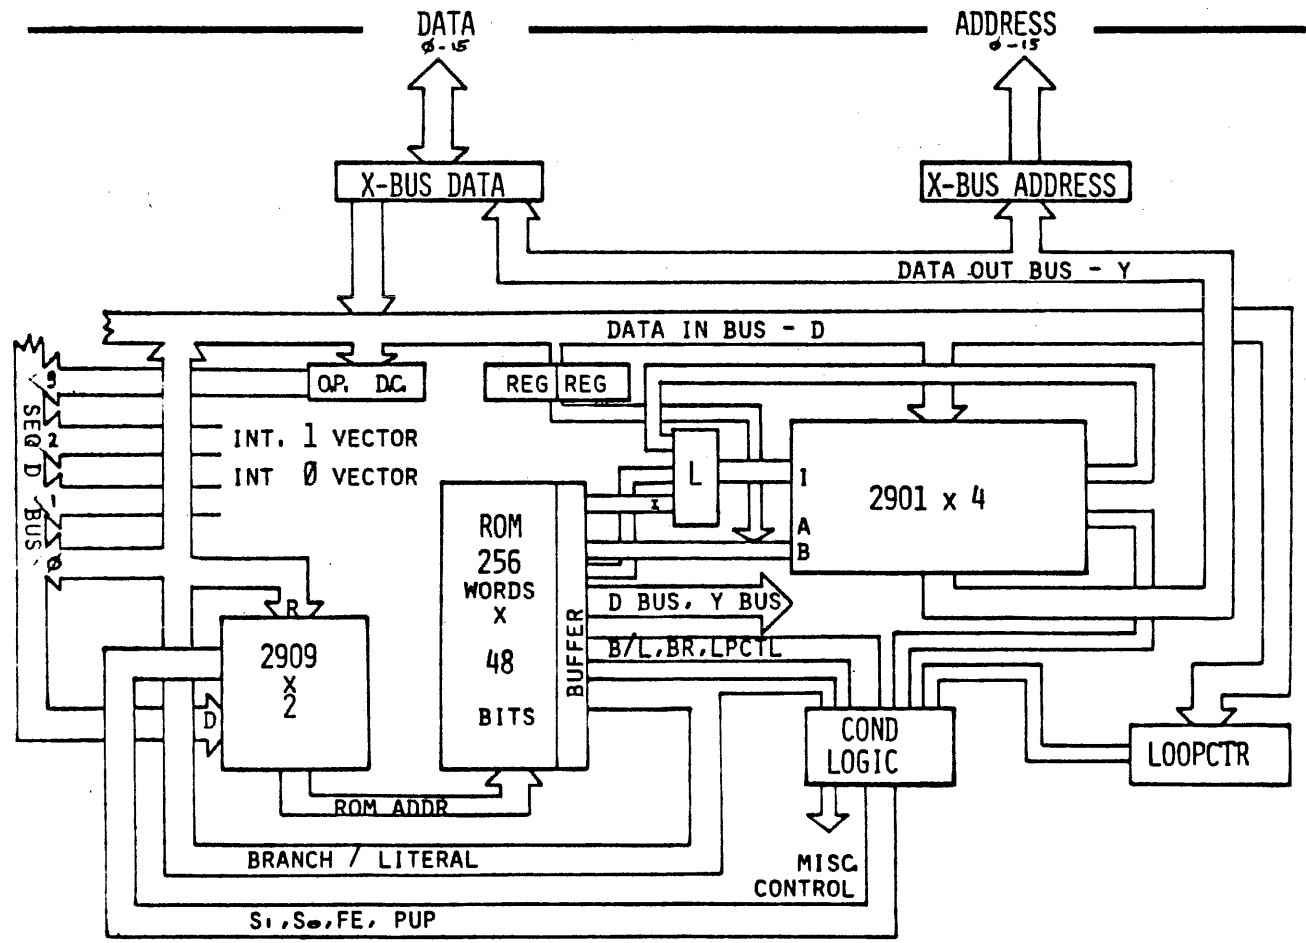 DATA
Ø-15
ADDRESS
Ø-15
X-BUS DATA
X-BUS ADDRESS
DATA OUT BUS - Y
DATA IN BUS - D
O.P. D.C.
REG REG
3
2
1
Ø
SEQ D BUS
INT. 1 VECTOR
INT Ø VECTOR
L
I
I
A
B
2901 x 4
ROM
256
WORDS
X
48
BITS
BUFFER
D BUS, Y BUS
B/L,BR,LPCTL
R
2909
X
2
D
COND
LOGIC
LOOPCTR
ROM ADDR
BRANCH / LITERAL
MISC.
CONTROL
S1,S0,FE, PUP